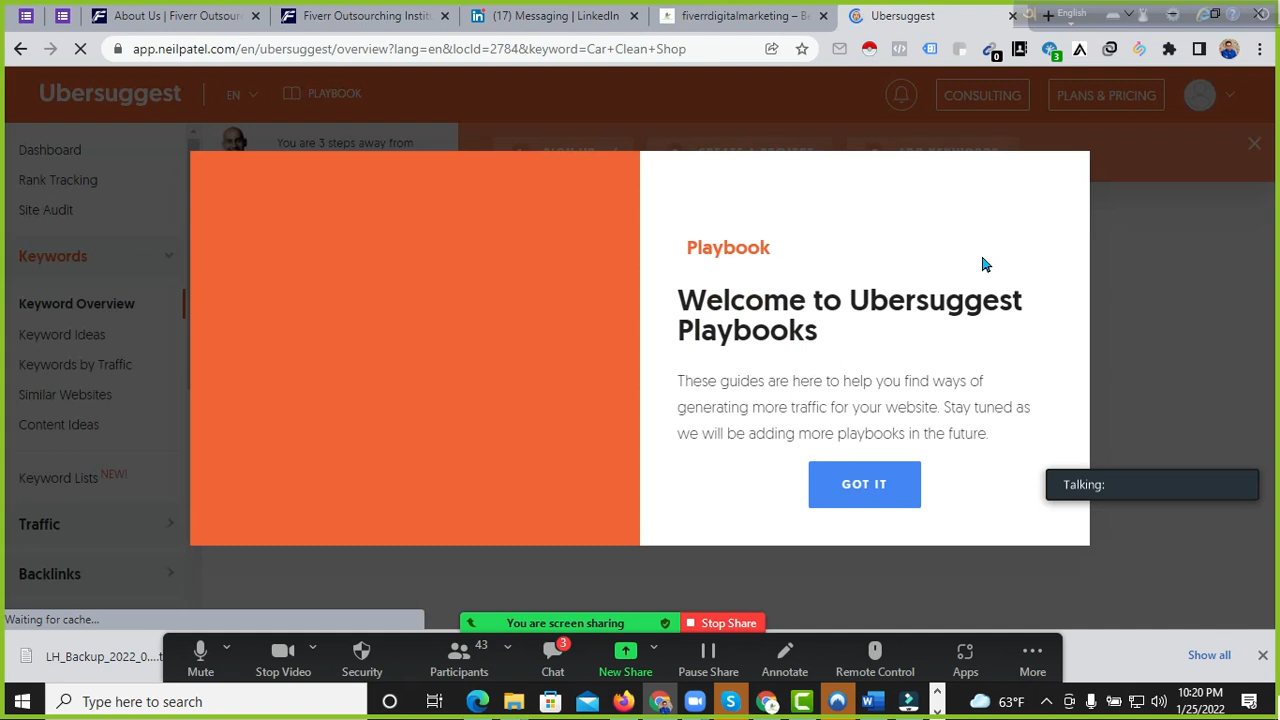 About Us | Fiverr Outsour
Fiverr Outsourcing Instit
(17) Messaging | LinkedIn
fiverrdigitalmarketing – Be
Ubersuggest
English
app.neilpatel.com/en/ubersuggest/overview?lang=en&locId=2784&keyword=Car+Clean+Shop
0
3
Ubersuggest
EN
PLAYBOOK
CONSULTING
PLANS & PRICING
Dashboard
You are 3 steps away from
Rank Tracking
Site Audit
Keywords
Keyword Overview
Keyword Ideas
Keywords by Traffic
Similar Websites
Content Ideas
Keyword Lists NEW!
Traffic
Backlinks
Playbook
Welcome to Ubersuggest
Playbooks
These guides are here to help you find ways of
generating more traffic for your website. Stay tuned as
we will be adding more playbooks in the future.
GOT IT
Talking:
Waiting for cache...
You are screen sharing
Stop Share
LH_Backup_2022_0....t
Mute
Stop Video
Security
43
Participants
3
Chat
New Share
Pause Share
Annotate
Remote Control
Apps
More
Show all
Type here to search
63°F
10:20 PM
1/25/2022